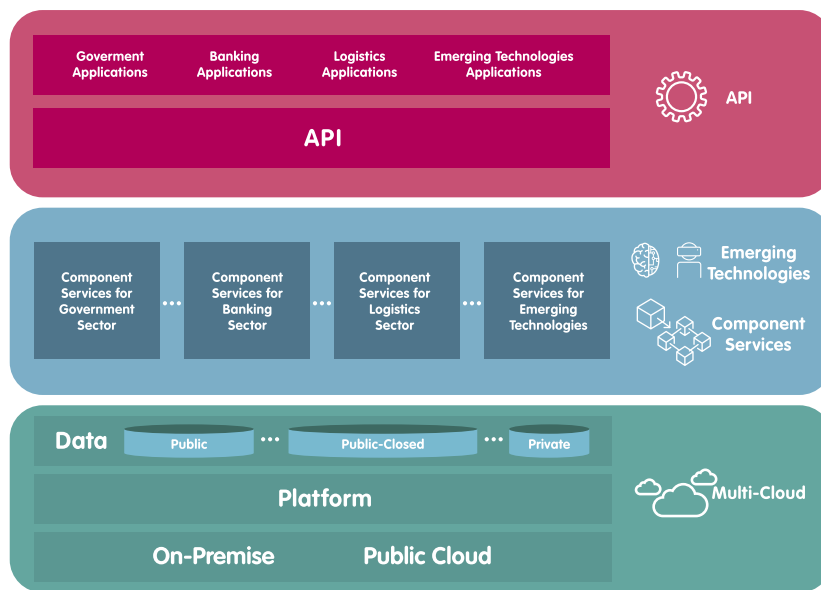 Goverment
Applications
Banking
Applications
Logistics
Applications
Emerging Technologies
Applications
API
API
Component
Services for
Government
Sector
Component
Services for
Banking
Sector
Component
Services for
Logistics
Sector
Component
Services for
Emerging
Technologies
Emerging
Technologies
Component
Services
Data
Public
Public-Closed
Private
Platform
On-Premise
Public Cloud
Multi-Cloud